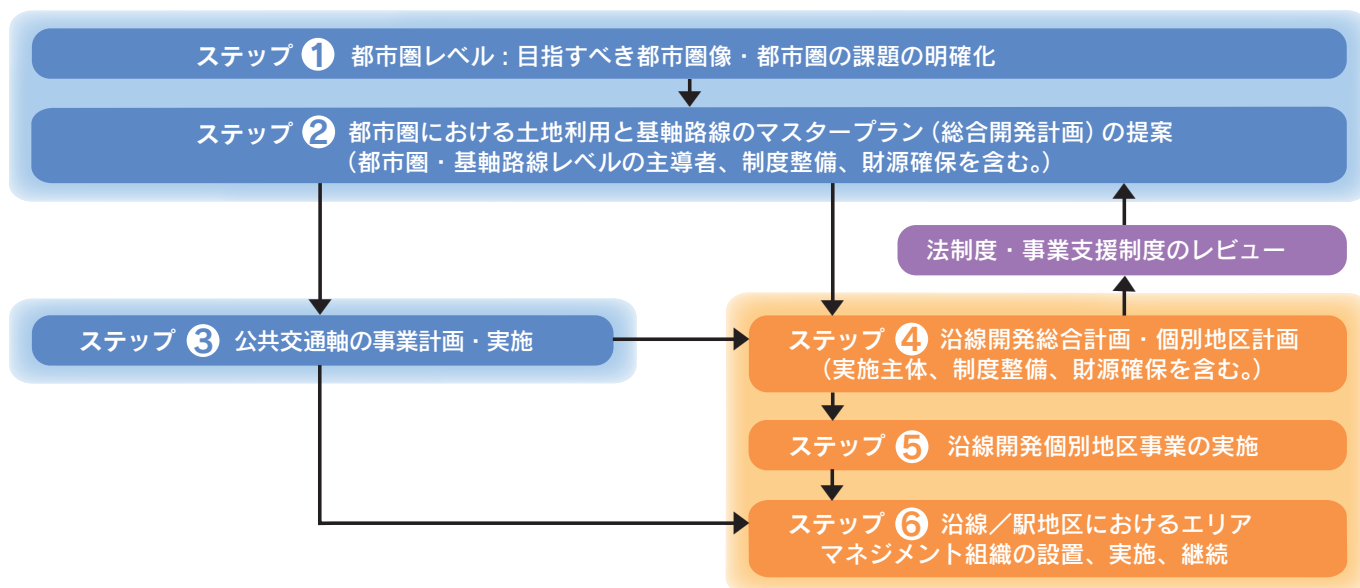 ステップ ❶ 都市圏レベル：目指すべき都市圏像・都市圏の課題の明確化
ステップ ❷ 都市圏における土地利用と基軸路線のマスタープラン（総合開発計画）の提案
（都市圏・基軸路線レベルの主導者、制度整備、財源確保を含む。）
法制度・事業支援制度のレビュー
ステップ ❸ 公共交通軸の事業計画・実施
ステップ ❹ 沿線開発総合計画・個別地区計画
（実施主体、制度整備、財源確保を含む。）
ステップ ❺ 沿線開発個別地区事業の実施
ステップ ❻ 沿線／駅地区におけるエリア
マネジメント組織の設置、実施、継続